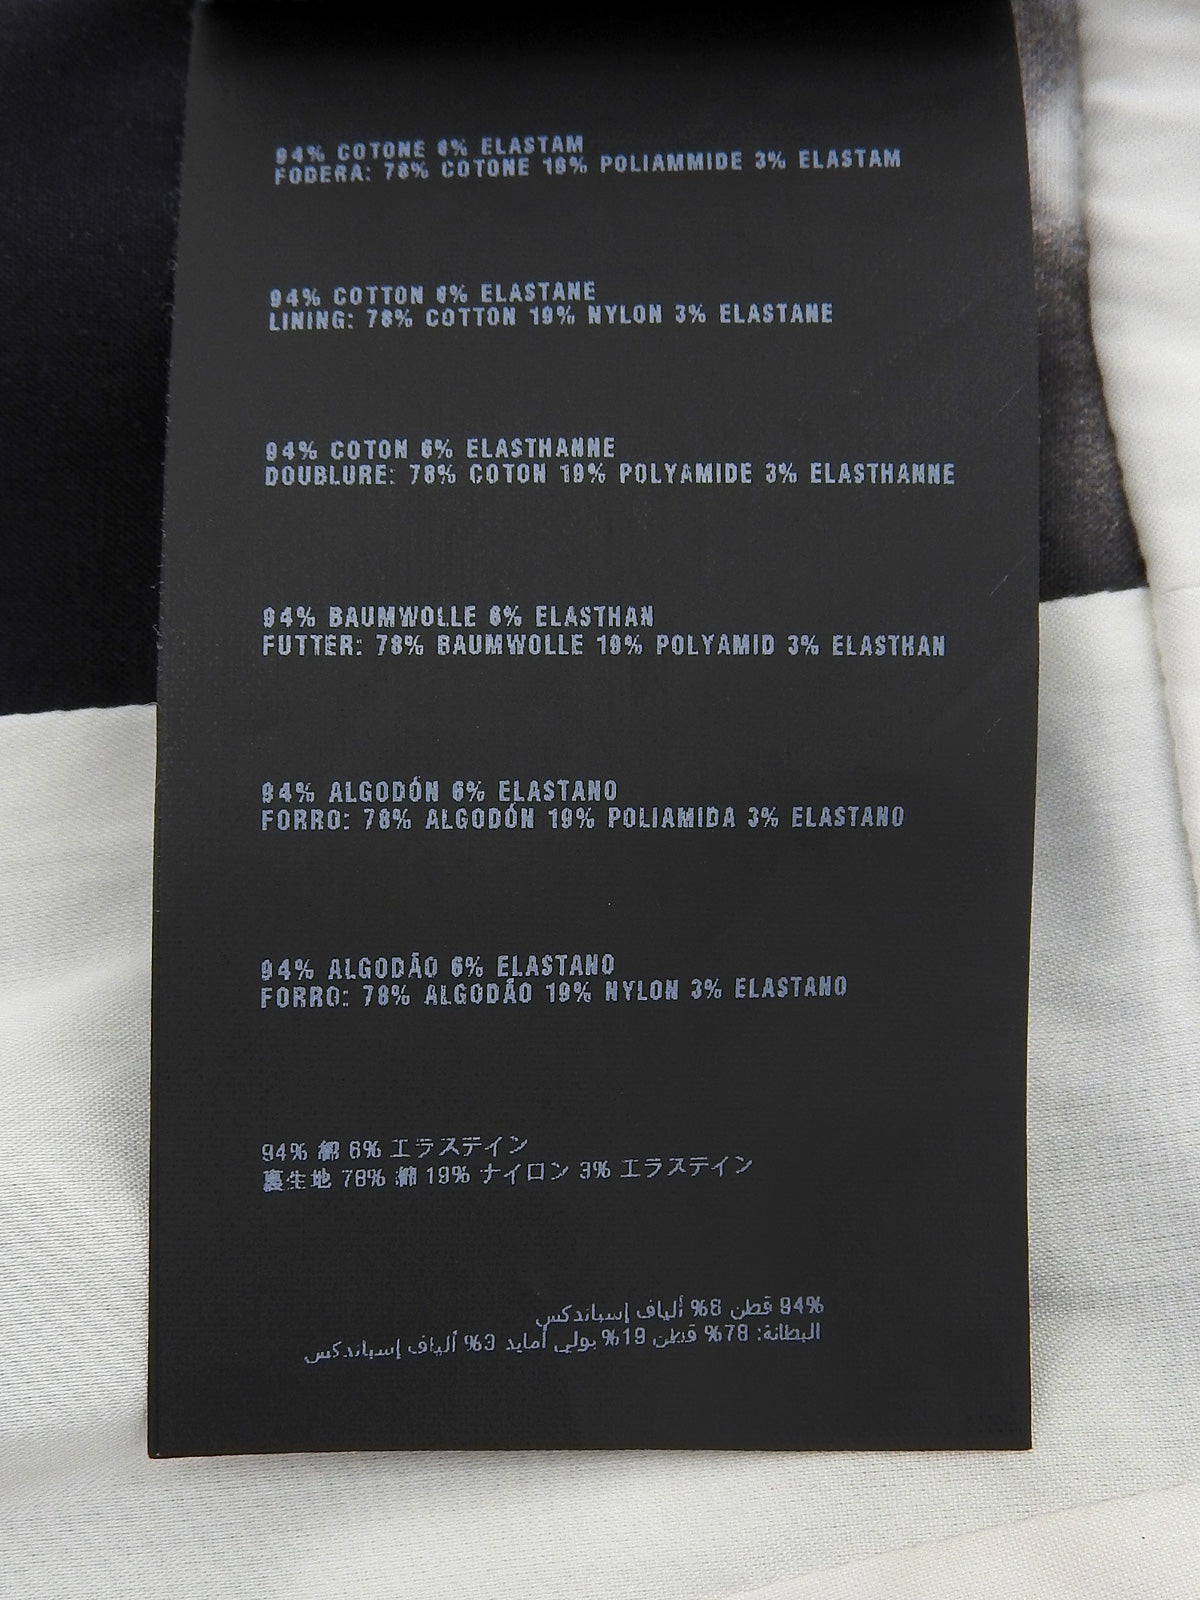 94% COTONE 6% ELASTAM
FODERA: 78% COTONE 19% POLIAMMIDE 3% ELASTAM
94% COTTON 6% ELASTANE
LINING: 78% COTTON 19% NYLON 3% ELASTANE
94% COTON 6% ELASTHANNE
DOUBLURE: 78% COTON 19% POLYAMIDE 3% ELASTHANNE
94% BAUMWOLLE 6% ELASTHAN
FUTTER: 78% BAUMWOLLE 19% POLYAMID 3% ELASTHAN
94% ALGODÓN 6% ELASTANO
FORRO: 78% ALGODÓN 19% POLIAMIDA 3% ELASTANO
94% ALGODÃO 6% ELASTANO
FORRO: 78% ALGODÃO 19% NYLON 3% ELASTANO
94% 綿 6% エラステイン
裏生地 78% 綿 19% ナイロン 3% エラステイン
94% قطن 6% ألياف إسباندكس
البطانة: 78% قطن 19% بولي أمايد 3% ألياف إسباندكس